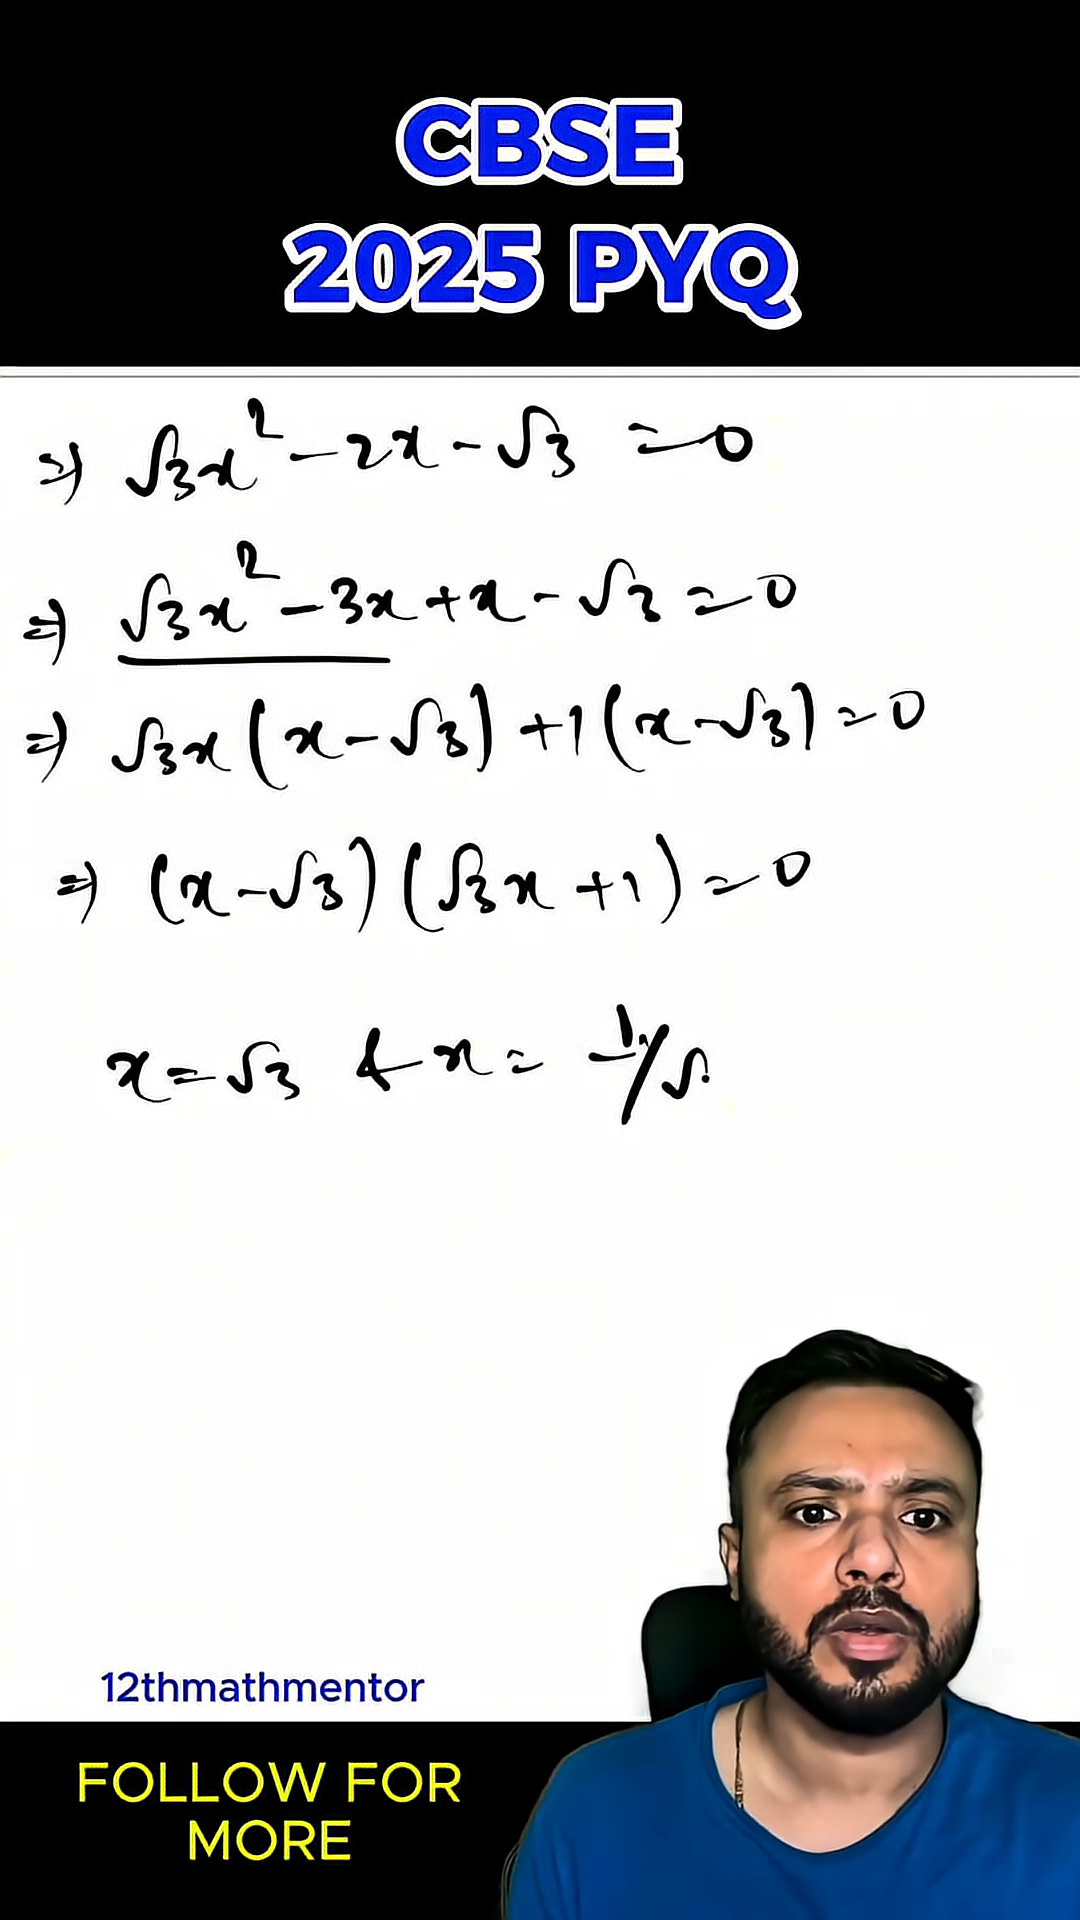 CBSE
2025 PYQ
⇒ √3x² - 2x - √3 = 0
⇒ √3x² - 3x + x - √3 = 0
⇒ √3x (x - √3) + 1 (x - √3) = 0
⇒ (x - √3) (√3x + 1) = 0
x = √3 & x = -1/√
12thmathmentor
FOLLOW FOR
MORE